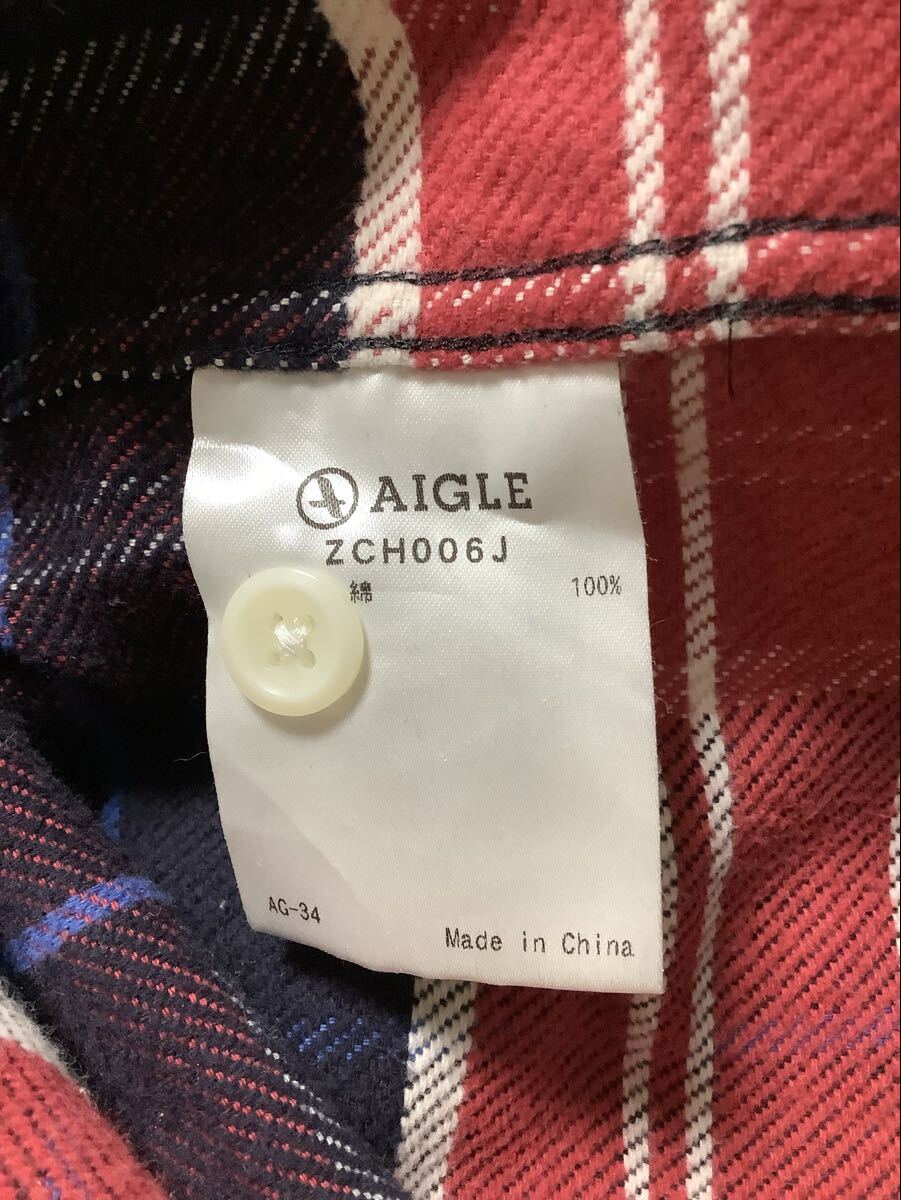 AIGLE
ZCH006J
綿 100%
AG-34
Made in China